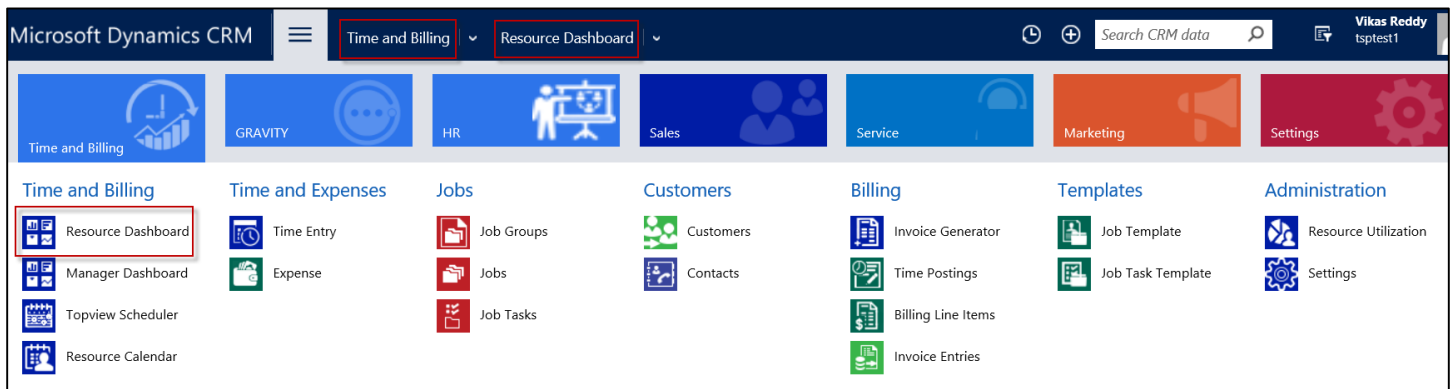 Microsoft Dynamics CRM
Time and Billing
Resource Dashboard
Search CRM data
Vikas Reddy
tsptest1
Time and Billing
GRAVITY
HR
Sales
Service
Marketing
Settings
Time and Billing
Resource Dashboard
Manager Dashboard
Topview Scheduler
Resource Calendar
Time and Expenses
Time Entry
Expense
Jobs
Job Groups
Jobs
Job Tasks
Customers
Customers
Contacts
Billing
Invoice Generator
Time Postings
Billing Line Items
Invoice Entries
Templates
Job Template
Job Task Template
Administration
Resource Utilization
Settings